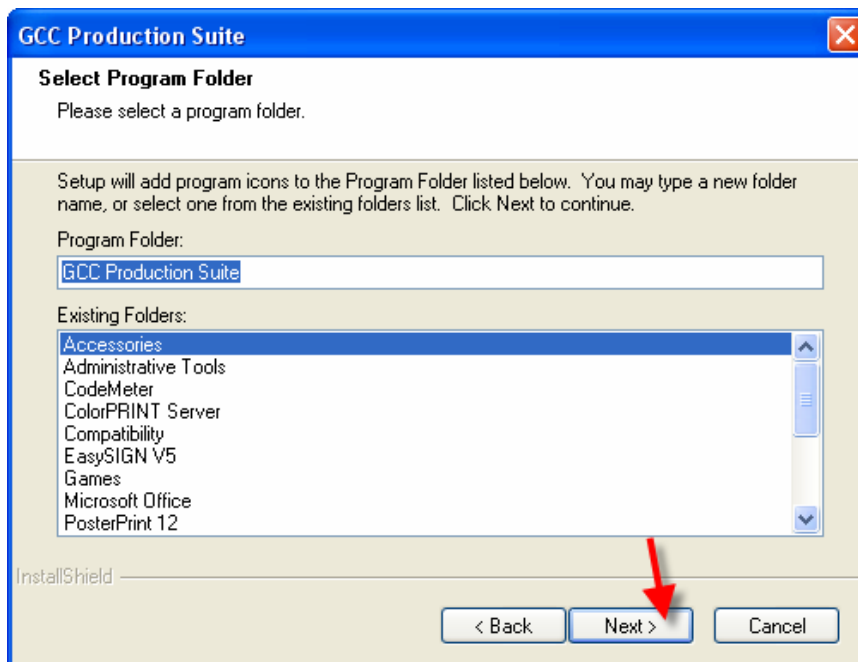 GCC Production Suite
Select Program Folder
Please select a program folder.
Setup will add program icons to the Program Folder listed below. You may type a new folder
name, or select one from the existing folders list. Click Next to continue.
Program Folder:
GCC Production Suite
Existing Folders:
Accessories
Administrative Tools
CodeMeter
ColorPRINT Server
Compatibility
EasySIGN V5
Games
Microsoft Office
PosterPrint 12
InstallShield
< Back Next > Cancel